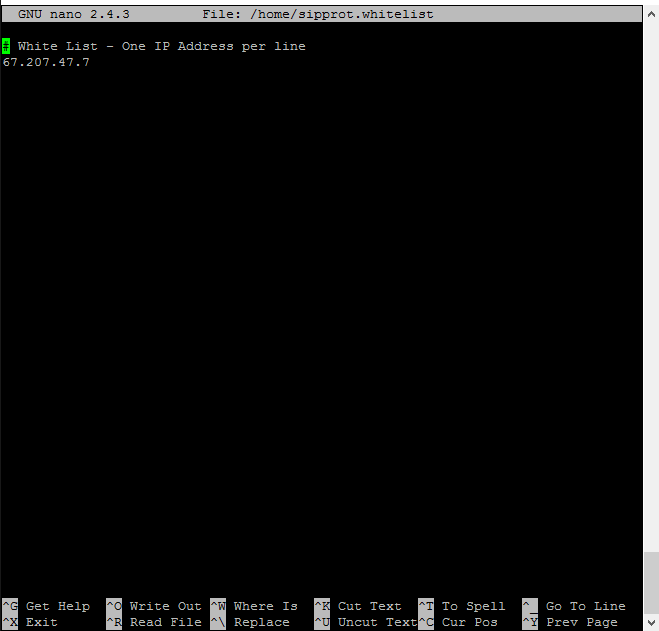 GNU nano 2.4.3 File: /home/sipprot.whitelist
# White List - One IP Address per line
67.207.47.7
^G Get Help ^O Write Out ^W Where Is ^K Cut Text ^T To Spell ^_ Go To Line
^X Exit ^R Read File ^\ Replace ^U Uncut Text ^C Cur Pos ^Y Prev Page